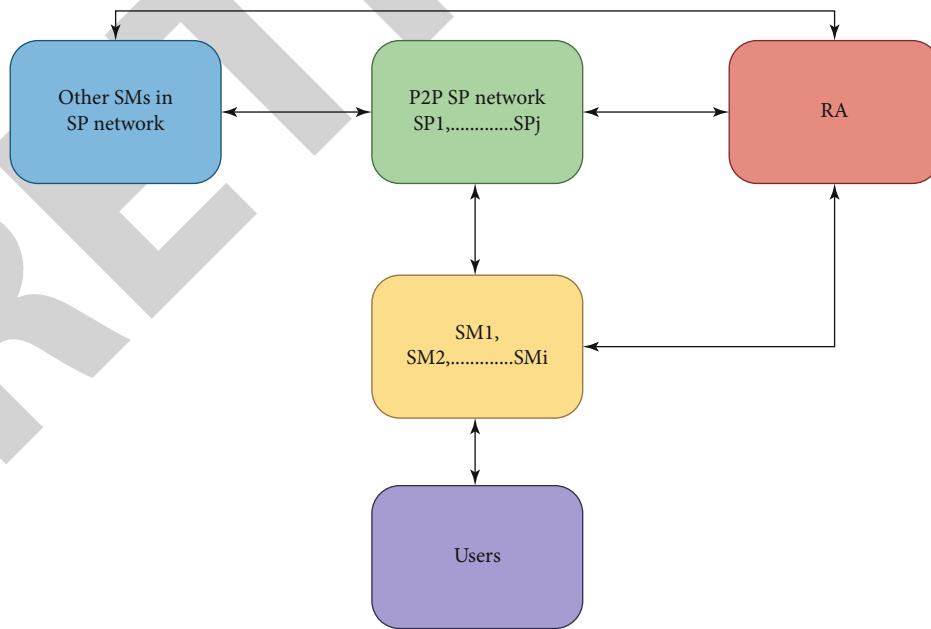 Other SMs in
SP network
P2P SP network
SP1,.............SPj
RA
SM1,
SM2,.............SMi
Users